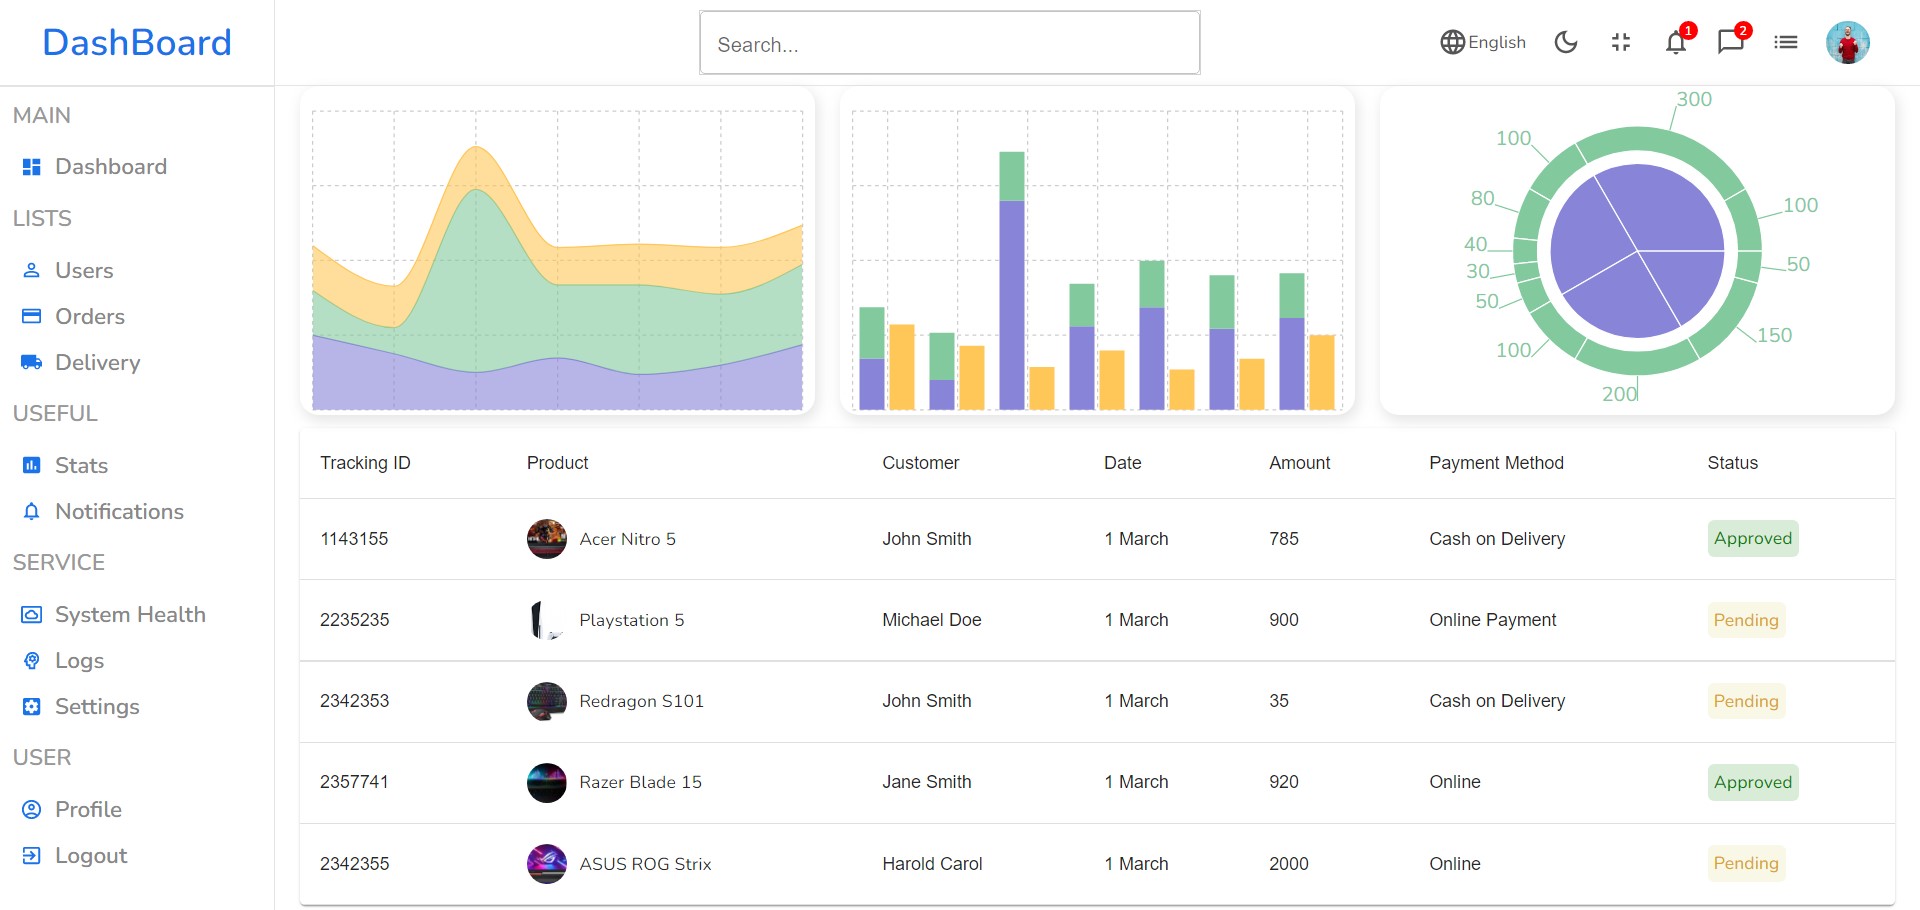 DashBoard
Search...
English
1
2
MAIN
Dashboard
LISTS
Users
Orders
Delivery
USEFUL
Stats
Notifications
SERVICE
System Health
Logs
Settings
USER
Profile
Logout
300
100
80
40
30
50
100
200
150
50
100
Tracking ID Product Customer Date Amount Payment Method Status
1143155 Acer Nitro 5 John Smith 1 March 785 Cash on Delivery Approved
2235235 Playstation 5 Michael Doe 1 March 900 Online Payment Pending
2342353 Redragon S101 John Smith 1 March 35 Cash on Delivery Pending
2357741 Razer Blade 15 Jane Smith 1 March 920 Online Approved
2342355 ASUS ROG Strix Harold Carol 1 March 2000 Online Pending